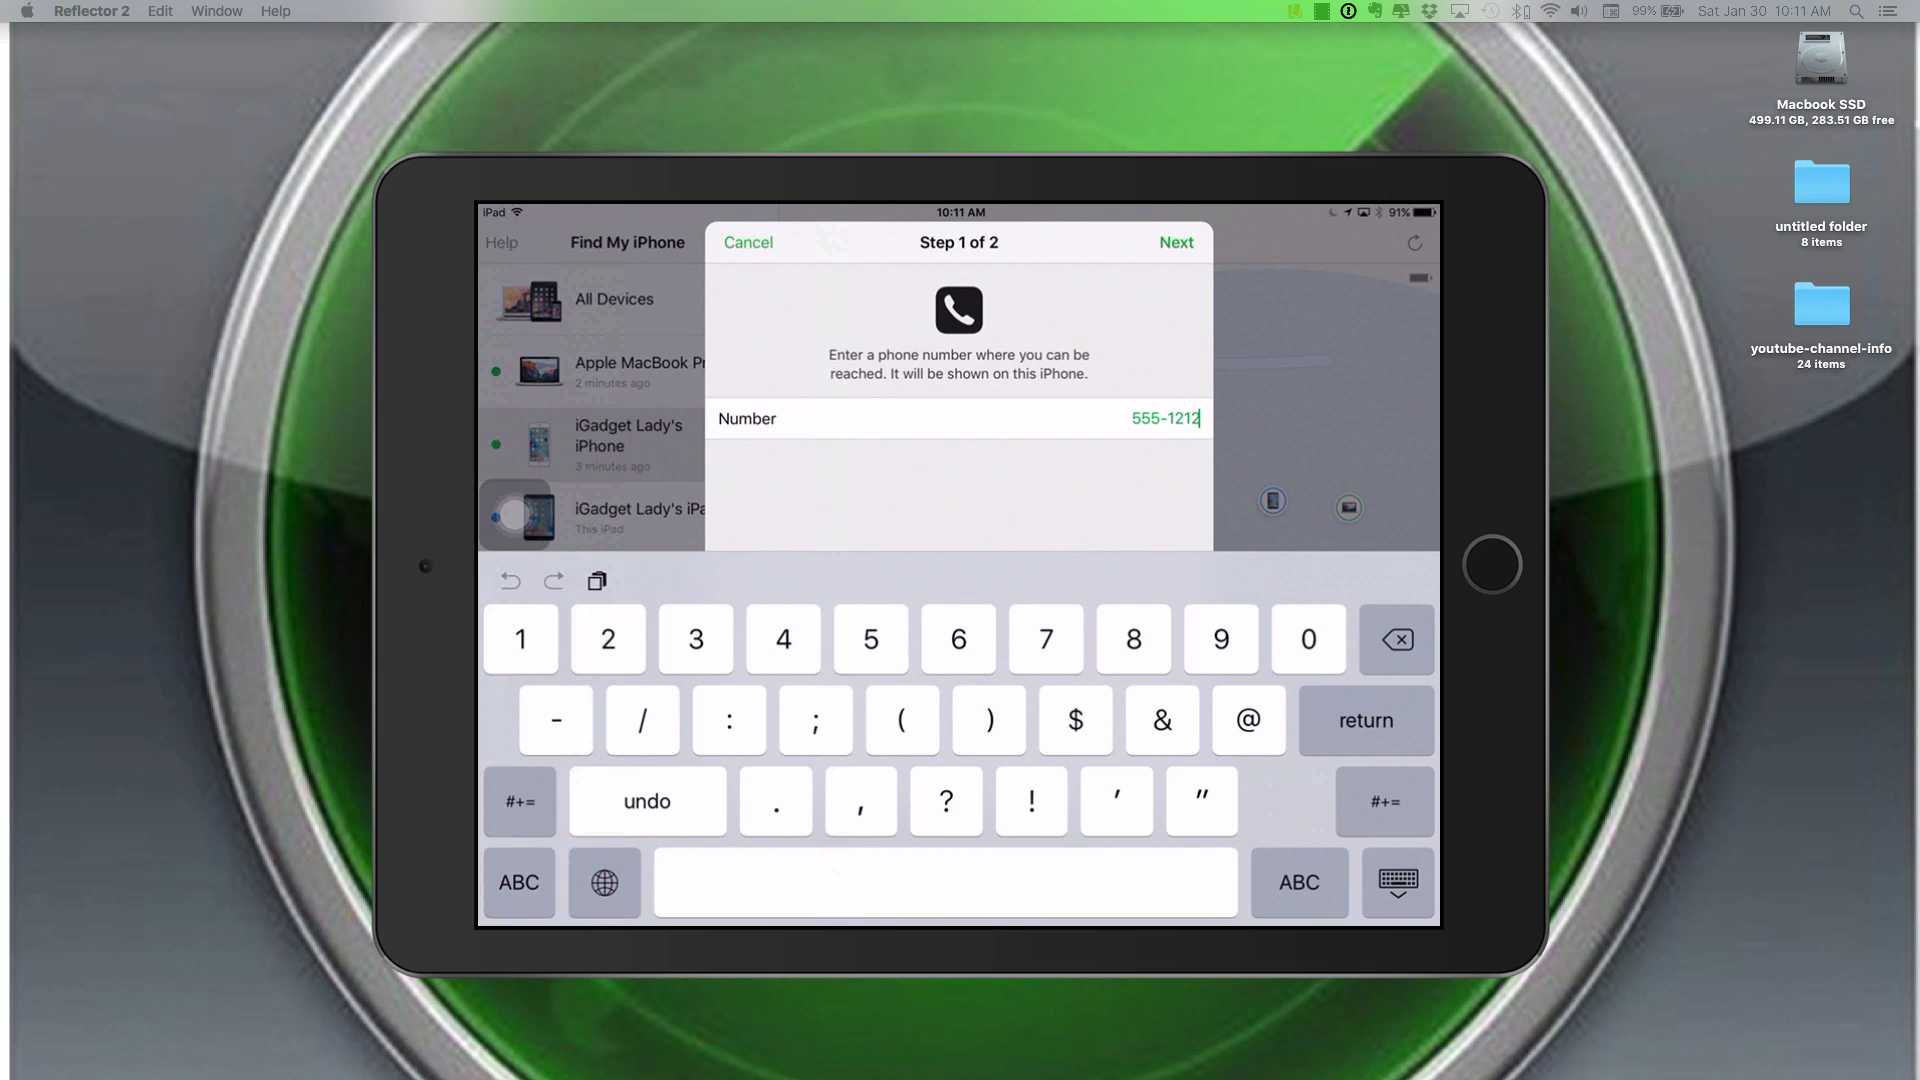 Reflector 2 Edit Window Help
99% Sat Jan 30 10:11 AM
Macbook SSD
499.11 GB, 283.51 GB free
untitled folder
8 items
youtube-channel-info
24 items
iPad 10:11 AM 91%
Help Find My iPhone
Cancel Step 1 of 2 Next
All Devices
Apple MacBook Pr
2 minutes ago
iGadget Lady's
iPhone
3 minutes ago
iGadget Lady's iPa
This iPad
Enter a phone number where you can be
reached. It will be shown on this iPhone.
Number 555-1212
1 2 3 4 5 6 7 8 9 0
- / : ; ( ) $ & @ return
#+= undo . , ? ! ' " #+=
ABC ABC